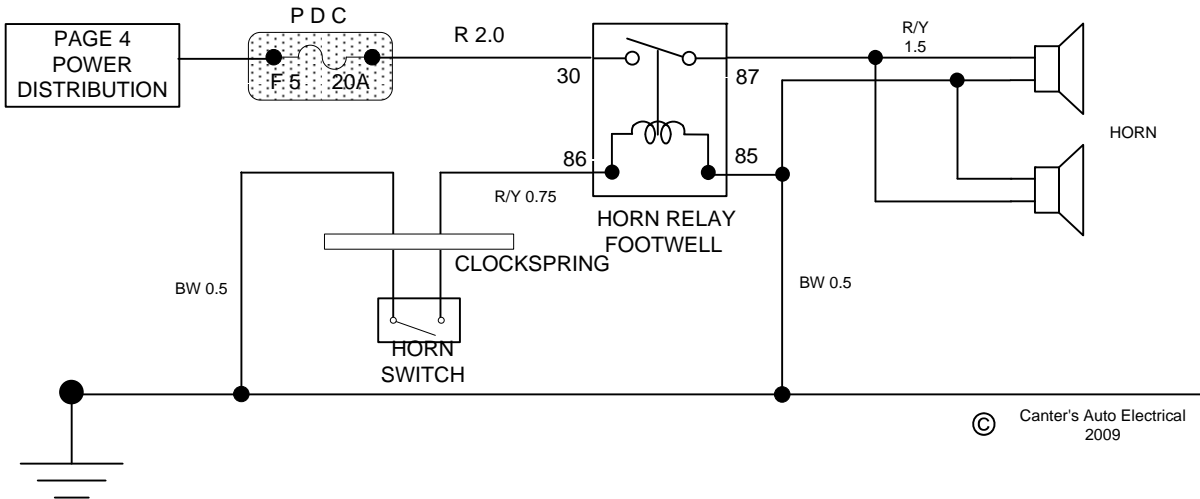 P D C
PAGE 4
POWER
DISTRIBUTION
F 5 20A
R 2.0
30
87
R/Y
1.5
HORN
86
85
R/Y 0.75
HORN RELAY
FOOTWELL
CLOCKSPRING
BW 0.5
BW 0.5
HORN
SWITCH
© Canter's Auto Electrical
2009